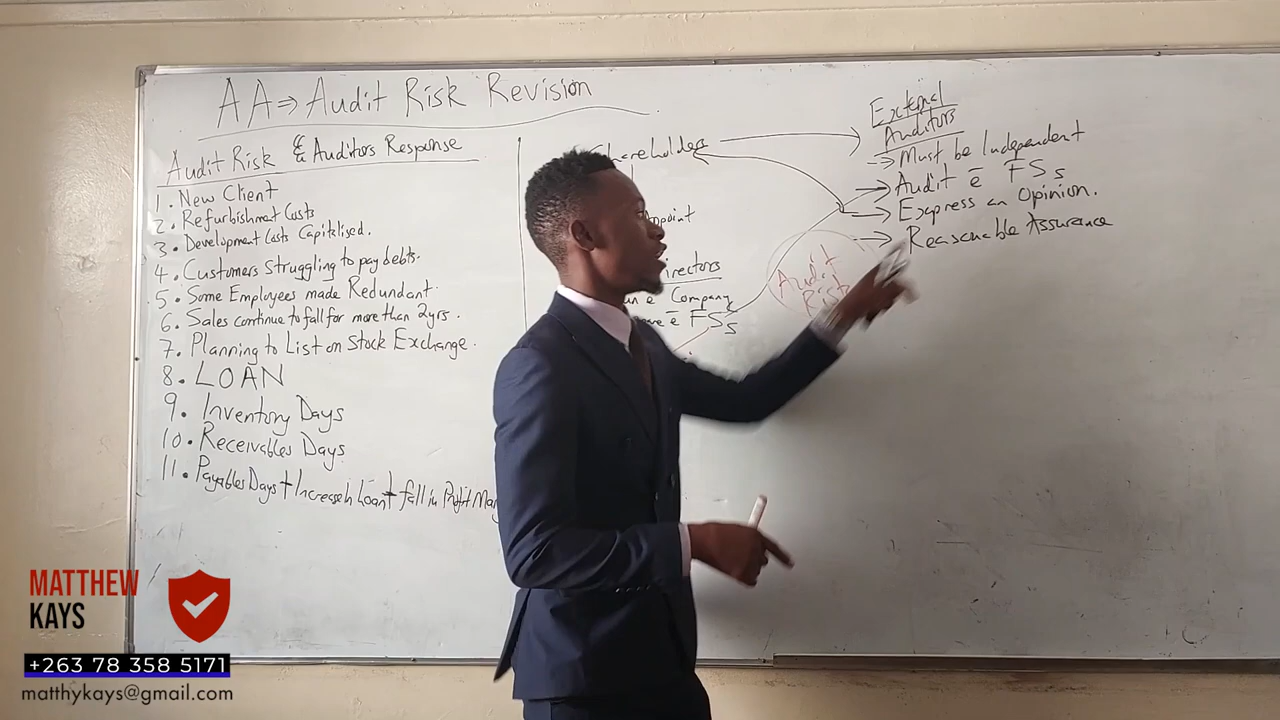 AA ⇒ Audit Risk Revision
Audit Risk & Auditors Response
1. New Client
2. Refurbishment Costs
3. Development Costs Capitalised.
4. Customers Struggling to pay debts.
5. Some Employees made Redundant.
6. Sales continue to fall for more than 2yrs.
7. Planning to List on Stock Exchange.
8. LOAN
9. Inventory Days
10. Receivables Days
11. Payables Days + Increase in Loan + fall in Profit
Shareholders
Company
FSs
Audit
Risk
External
Auditors
→ Must be Independent
→ Audit ē FSs
→ Express an Opinion.
→ Reasonable Assurance
MATTHEW
KAYS
+263 78 358 5171
matthykays@gmail.com